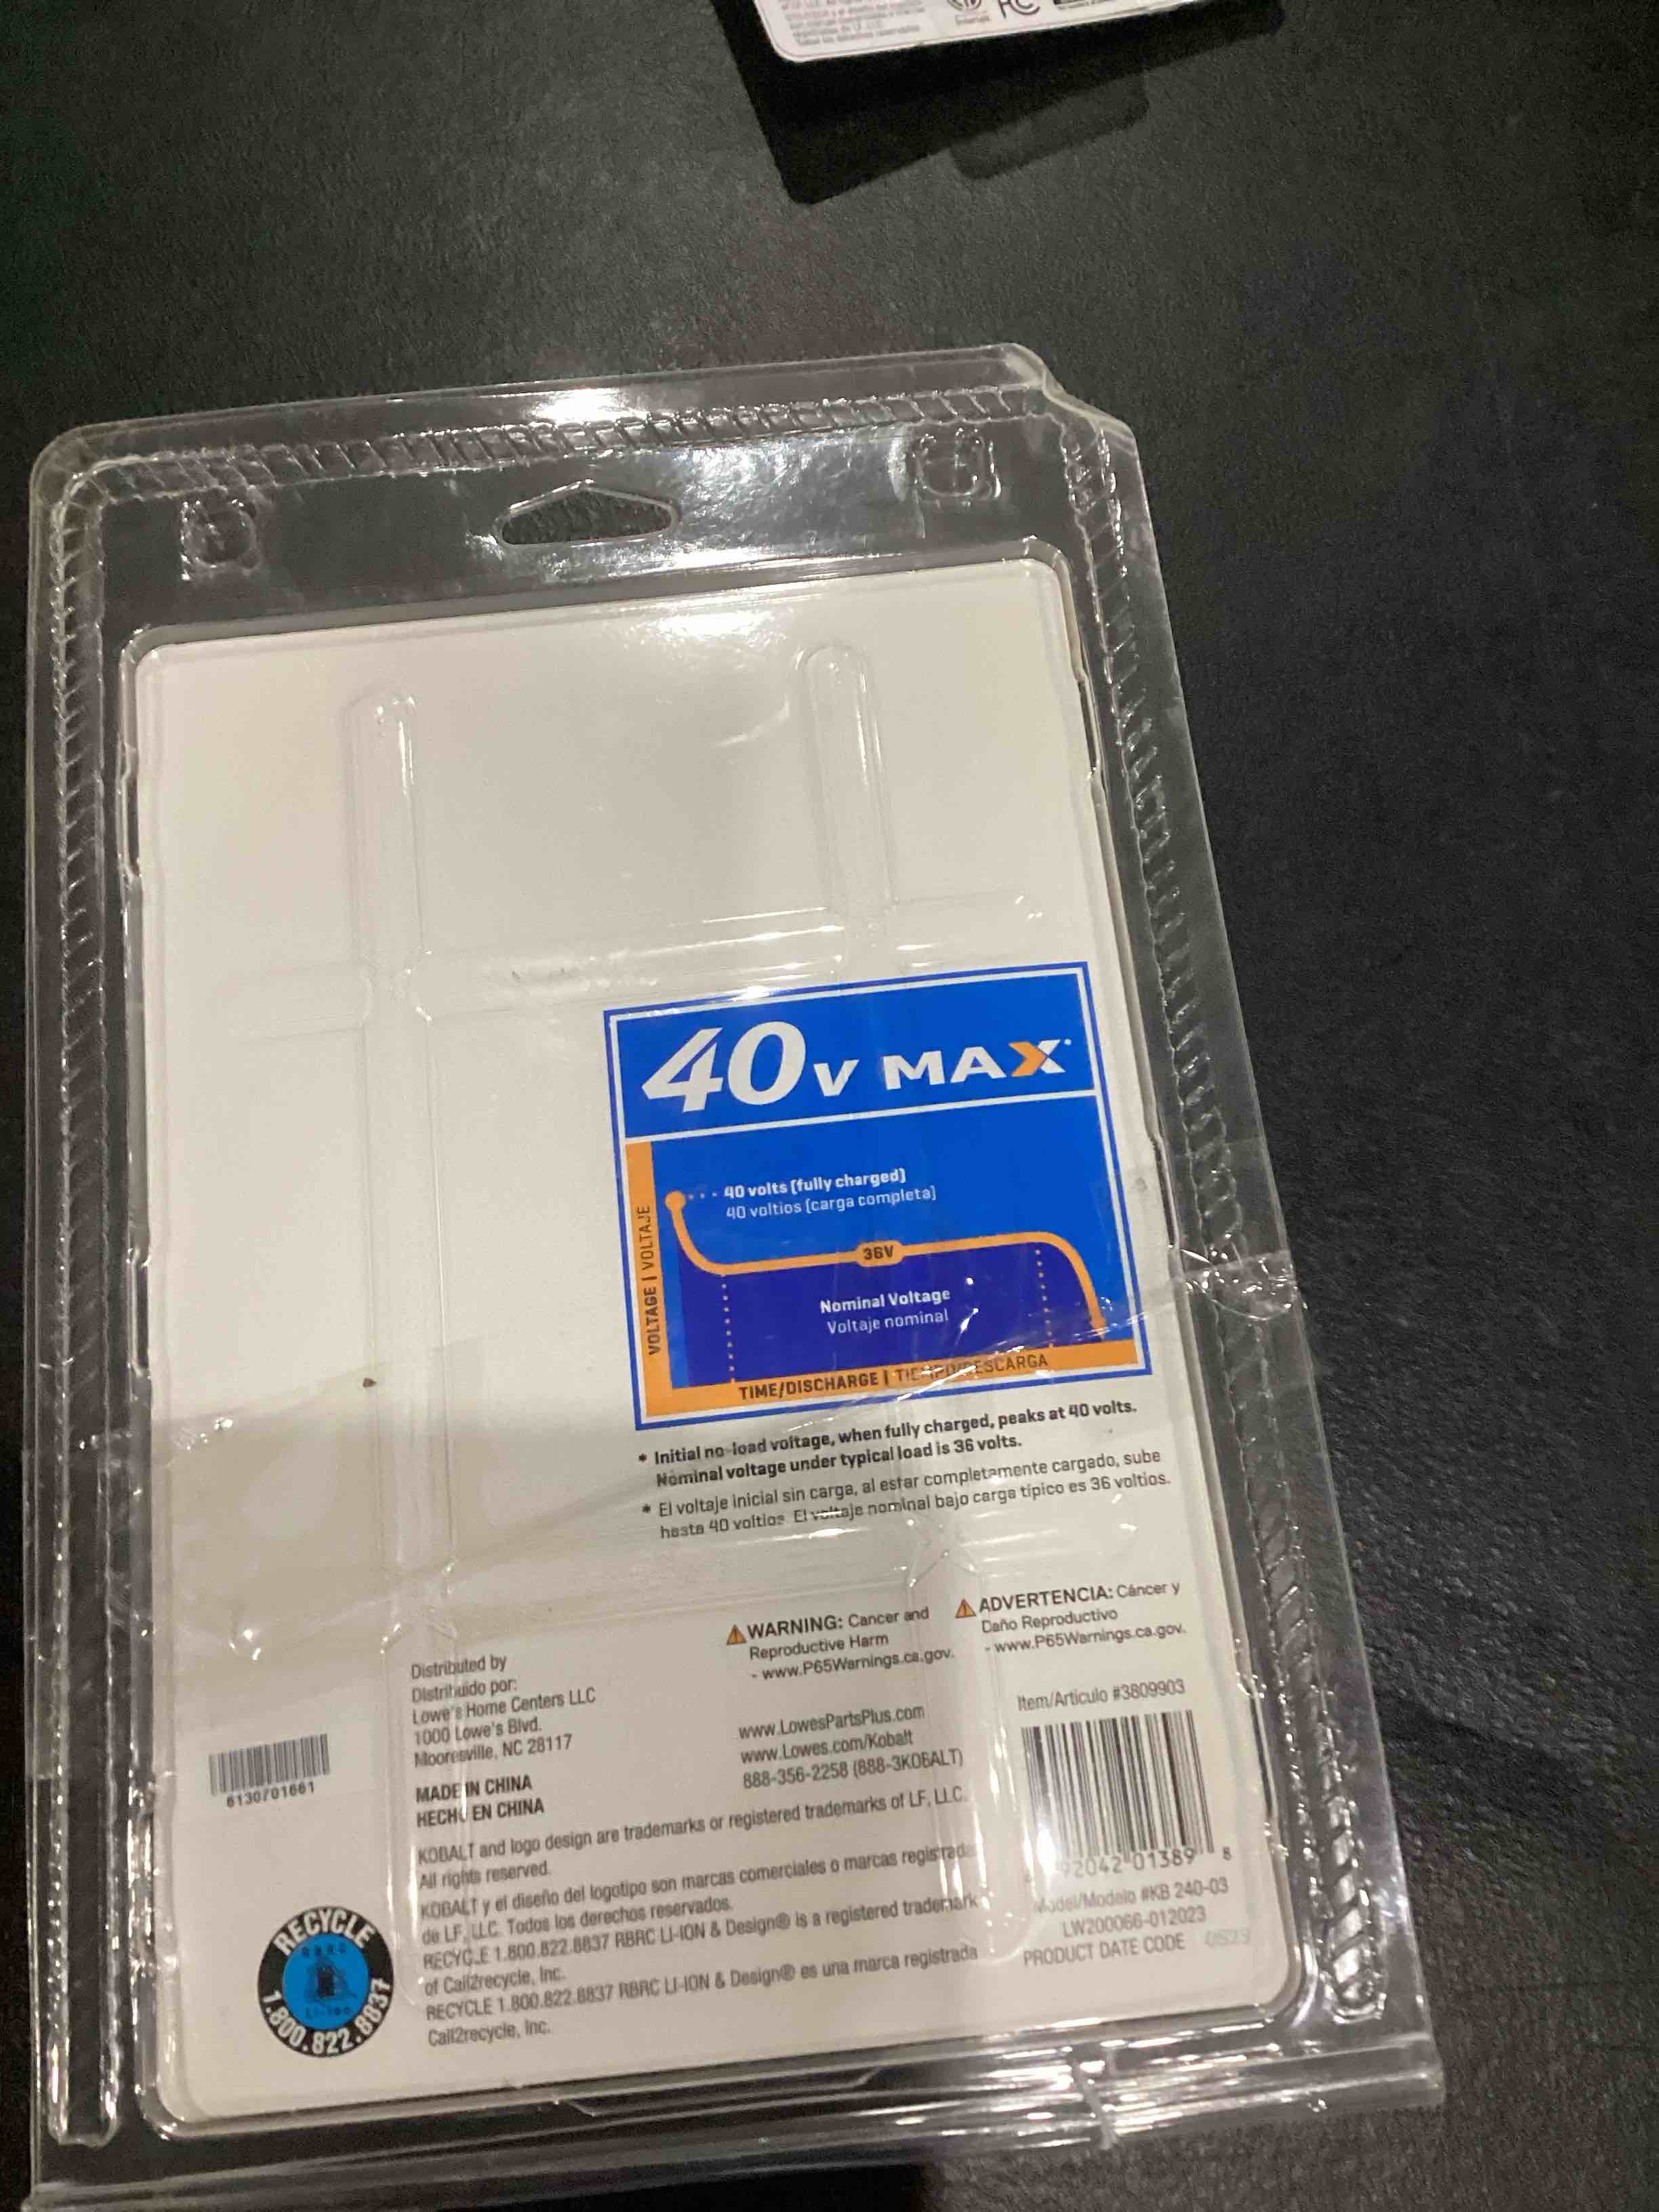 40V MAX*
40 volts (fully charged)
40 voltios (carga completa)
36V
Nominal Voltage
Voltaje nominal
VOLTAGE | VOLTAJE
TIME/DISCHARGE | TIEMPO/DESCARGA
* Initial no-load voltage, when fully charged, peaks at 40 volts.
Nominal voltage under typical load is 36 volts.
* El voltaje inicial sin carga, al estar completamente cargado, sube
hasta 40 voltios. El voltaje nominal bajo carga típico es 36 voltios.
⚠WARNING: Cancer and
Reproductive Harm
- www.P65Warnings.ca.gov.
⚠ADVERTENCIA: Cáncer y
Daño Reproductivo
- www.P65Warnings.ca.gov.
Distributed by
Distribuido por:
Lowe's Home Centers LLC
1000 Lowe's Blvd.
Mooresville, NC 28117
MADE IN CHINA
HECHO EN CHINA
www.LowesPartsPlus.com
www.Lowes.com/Kobalt
888-356-2258 (888-3KOBALT)
KOBALT and logo design are trademarks or registered trademarks of LF, LLC.
All rights reserved.
KOBALT y el diseño del logotipo son marcas comerciales o marcas registrada
de LF, LLC. Todos los derechos reservados.
RECYCLE 1.800.822.8837 RBRC LI-ION & Design® is a registered trademark
of Call2recycle, Inc.
RECYCLE 1.800.822.8837 RBRC LI-ION & Design® es una marca registrada
Call2recycle, Inc.
6130701661
RECYCLE
RBRC
Li-Ion
1.800.822.8837
Item/Artículo #3809903
92042 01389 8
Model/Modelo #KB 240-03
LW200066-012023
PRODUCT DATE CODE